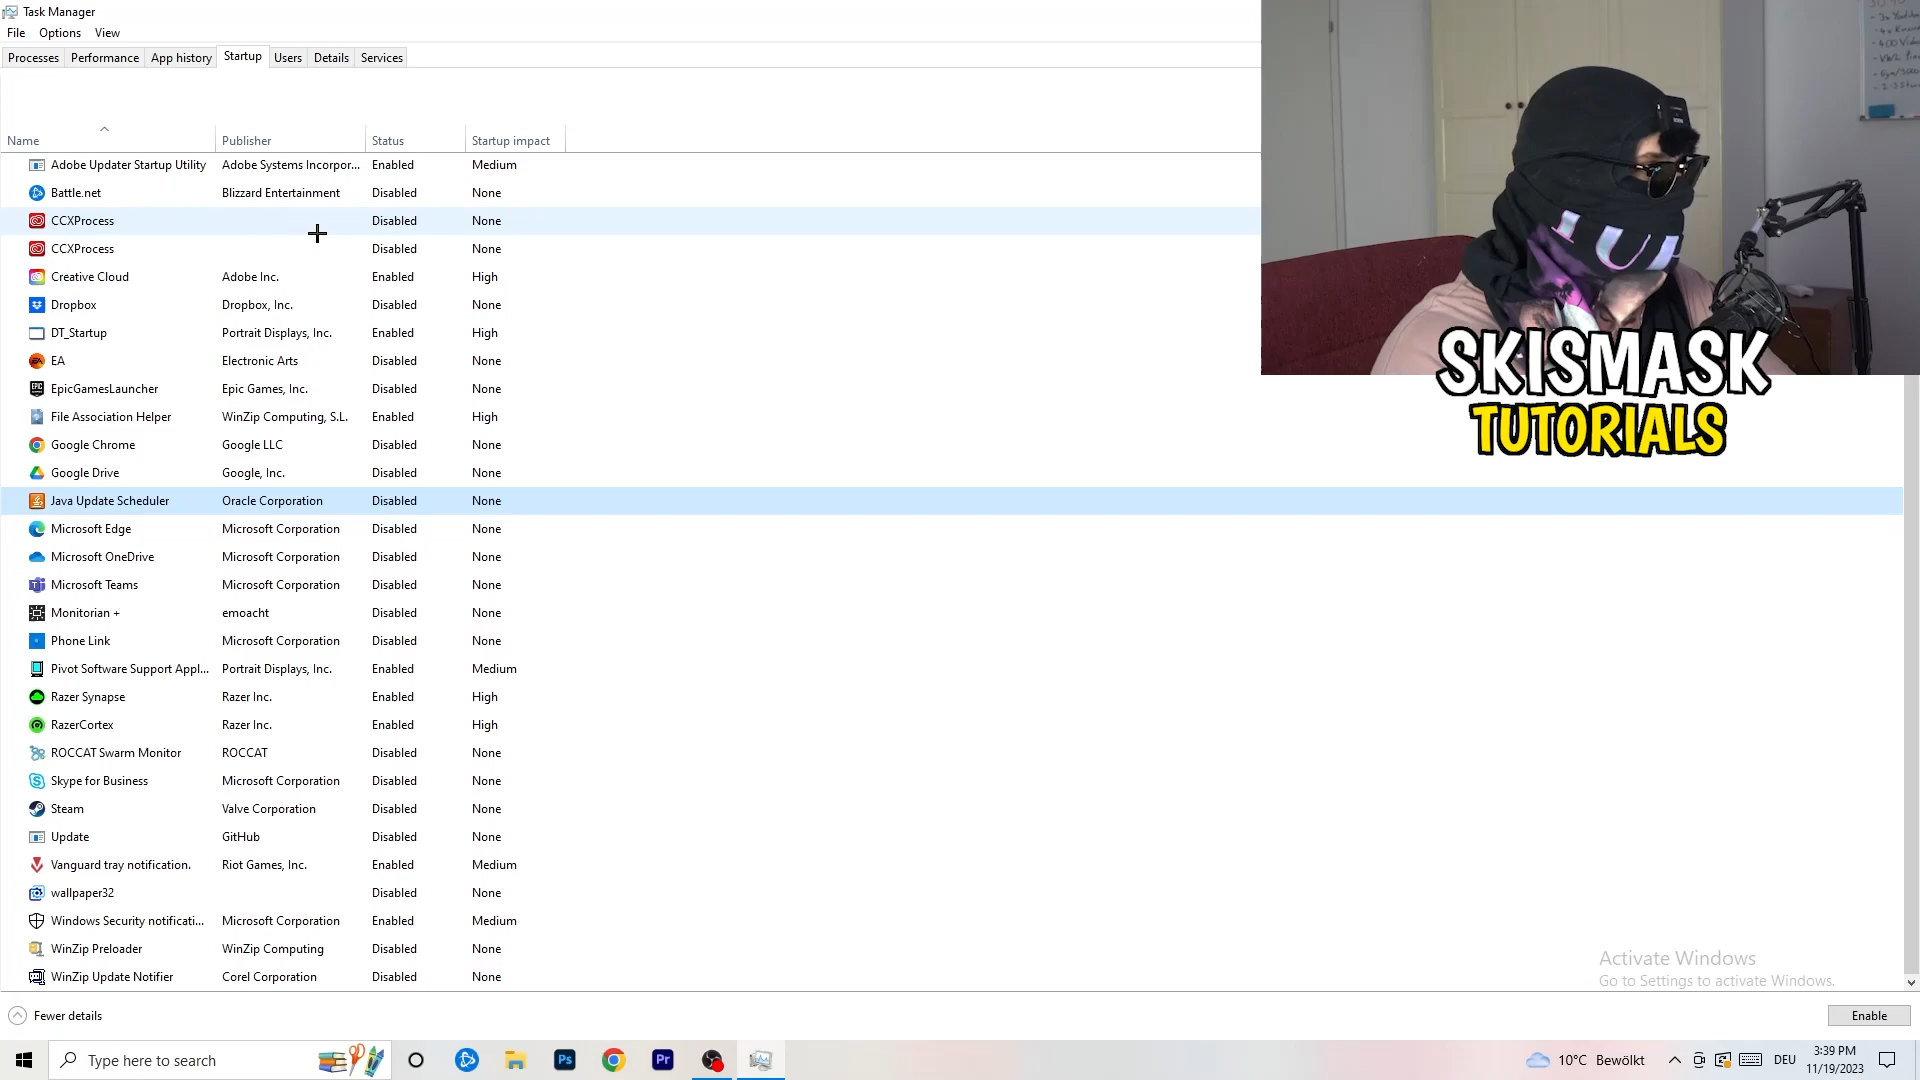 Task Manager
File Options View
Processes Performance App history Startup Users Details Services
Name Publisher Status Startup impact
Adobe Updater Startup Utility Adobe Systems Incorpor... Enabled Medium
Battle.net Blizzard Entertainment Disabled None
CCXProcess Disabled None
CCXProcess Disabled None
Creative Cloud Adobe Inc. Enabled High
Dropbox Dropbox, Inc. Disabled None
DT_Startup Portrait Displays, Inc. Enabled High
EA Electronic Arts Disabled None
EpicGamesLauncher Epic Games, Inc. Disabled None
File Association Helper WinZip Computing, S.L. Enabled High
Google Chrome Google LLC Disabled None
Google Drive Google, Inc. Disabled None
Java Update Scheduler Oracle Corporation Disabled None
Microsoft Edge Microsoft Corporation Disabled None
Microsoft OneDrive Microsoft Corporation Disabled None
Microsoft Teams Microsoft Corporation Disabled None
Monitorian + emoacht Disabled None
Phone Link Microsoft Corporation Disabled None
Pivot Software Support Appl... Portrait Displays, Inc. Enabled Medium
Razer Synapse Razer Inc. Enabled High
RazerCortex Razer Inc. Enabled High
ROCCAT Swarm Monitor ROCCAT Disabled None
Skype for Business Microsoft Corporation Disabled None
Steam Valve Corporation Disabled None
Update GitHub Disabled None
Vanguard tray notification. Riot Games, Inc. Enabled Medium
wallpaper32 Disabled None
Windows Security notificati... Microsoft Corporation Enabled Medium
WinZip Preloader WinZip Computing Disabled None
WinZip Update Notifier Corel Corporation Disabled None
SKISMASK
TUTORIALS
Activate Windows
Go to Settings to activate Windows.
Fewer details
Enable
Type here to search
Ps
Pr
10°C Bewölkt
DEU
3:39 PM
11/19/2023